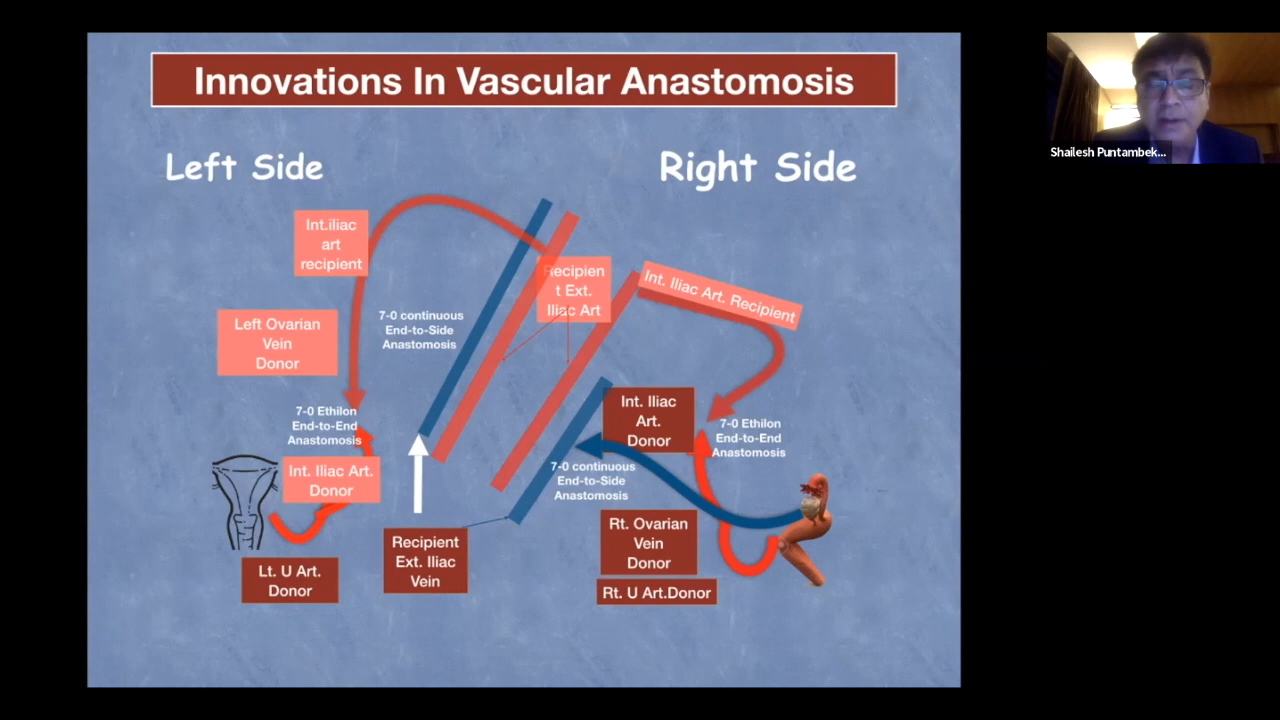 Innovations In Vascular Anastomosis
Left Side
Right Side
Int.iliac
art
recipient
Recipien
t Ext.
Iliac Art
Int. Iliac Art. Recipient
Left Ovarian
Vein
Donor
7-0 continuous
End-to-Side
Anastomosis
7-0 Ethilon
End-to-End
Anastomosis
Int. Iliac Art.
Donor
Int. Iliac
Art.
Donor
7-0 Ethilon
End-to-End
Anastomosis
7-0 continuous
End-to-Side
Anastomosis
Lt. U Art.
Donor
Recipient
Ext. Iliac
Vein
Rt. Ovarian
Vein
Donor
Rt. U Art.Donor
Shailesh Puntambek...